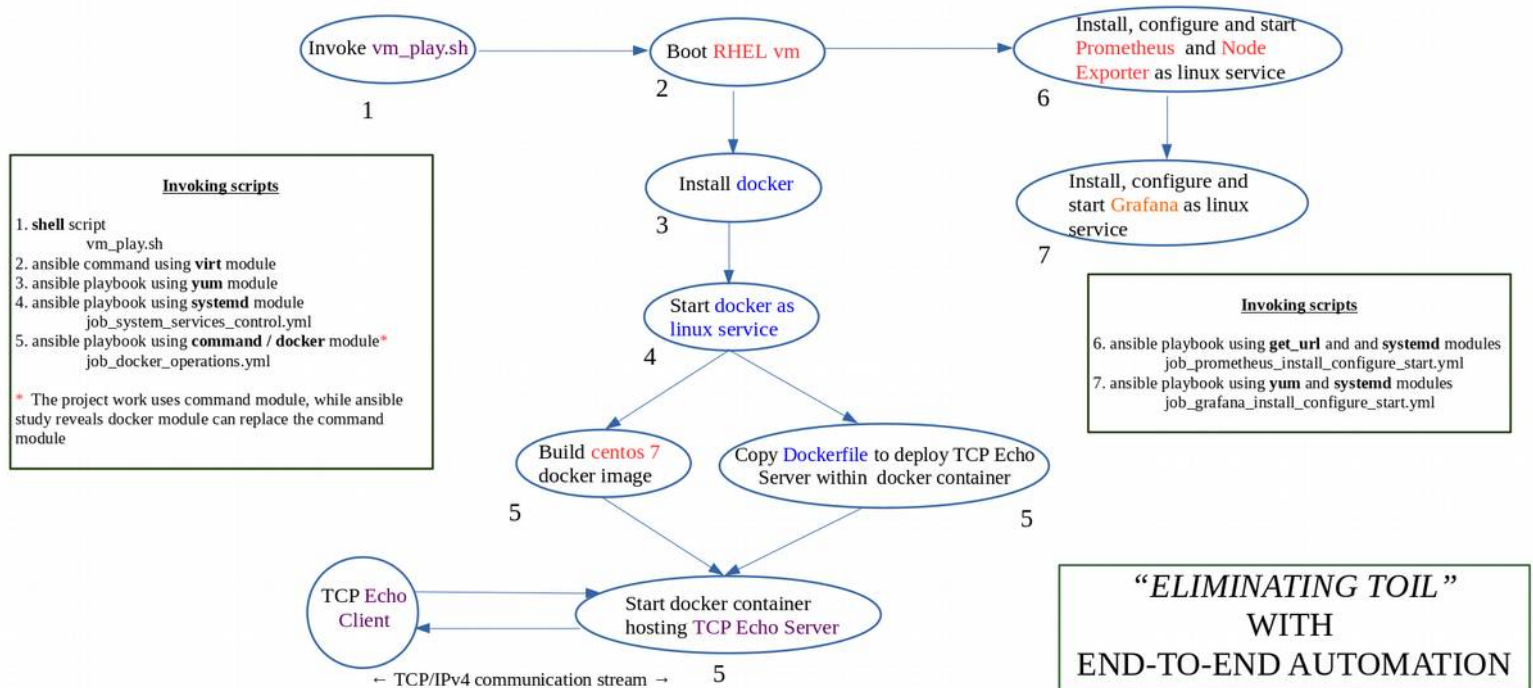 Invoke vm_play.sh
1
Boot RHEL vm
2
Install, configure and start
Prometheus and Node
Exporter as linux service
6
Install docker
3
Install, configure and
start Grafana as linux
service
7
Invoking scripts
1. shell script
vm_play.sh
2. ansible command using virt module
3. ansible playbook using yum module
4. ansible playbook using systemd module
job_system_services_control.yml
5. ansible playbook using command / docker module*
job_docker_operations.yml
* The project work uses command module, while ansible
study reveals docker module can replace the command
module
Start docker as
linux service
4
Invoking scripts
6. ansible playbook using get_url and and systemd modules
job_prometheus_install_configure_start.yml
7. ansible playbook using yum and systemd modules
job_grafana_install_configure_start.yml
Build centos 7
docker image
5
Copy Dockerfile to deploy TCP Echo
Server within docker container
5
TCP Echo
Client
Start docker container
hosting TCP Echo Server
5
← TCP/IPv4 communication stream →
“ELIMINATING TOIL”
WITH
END-TO-END AUTOMATION